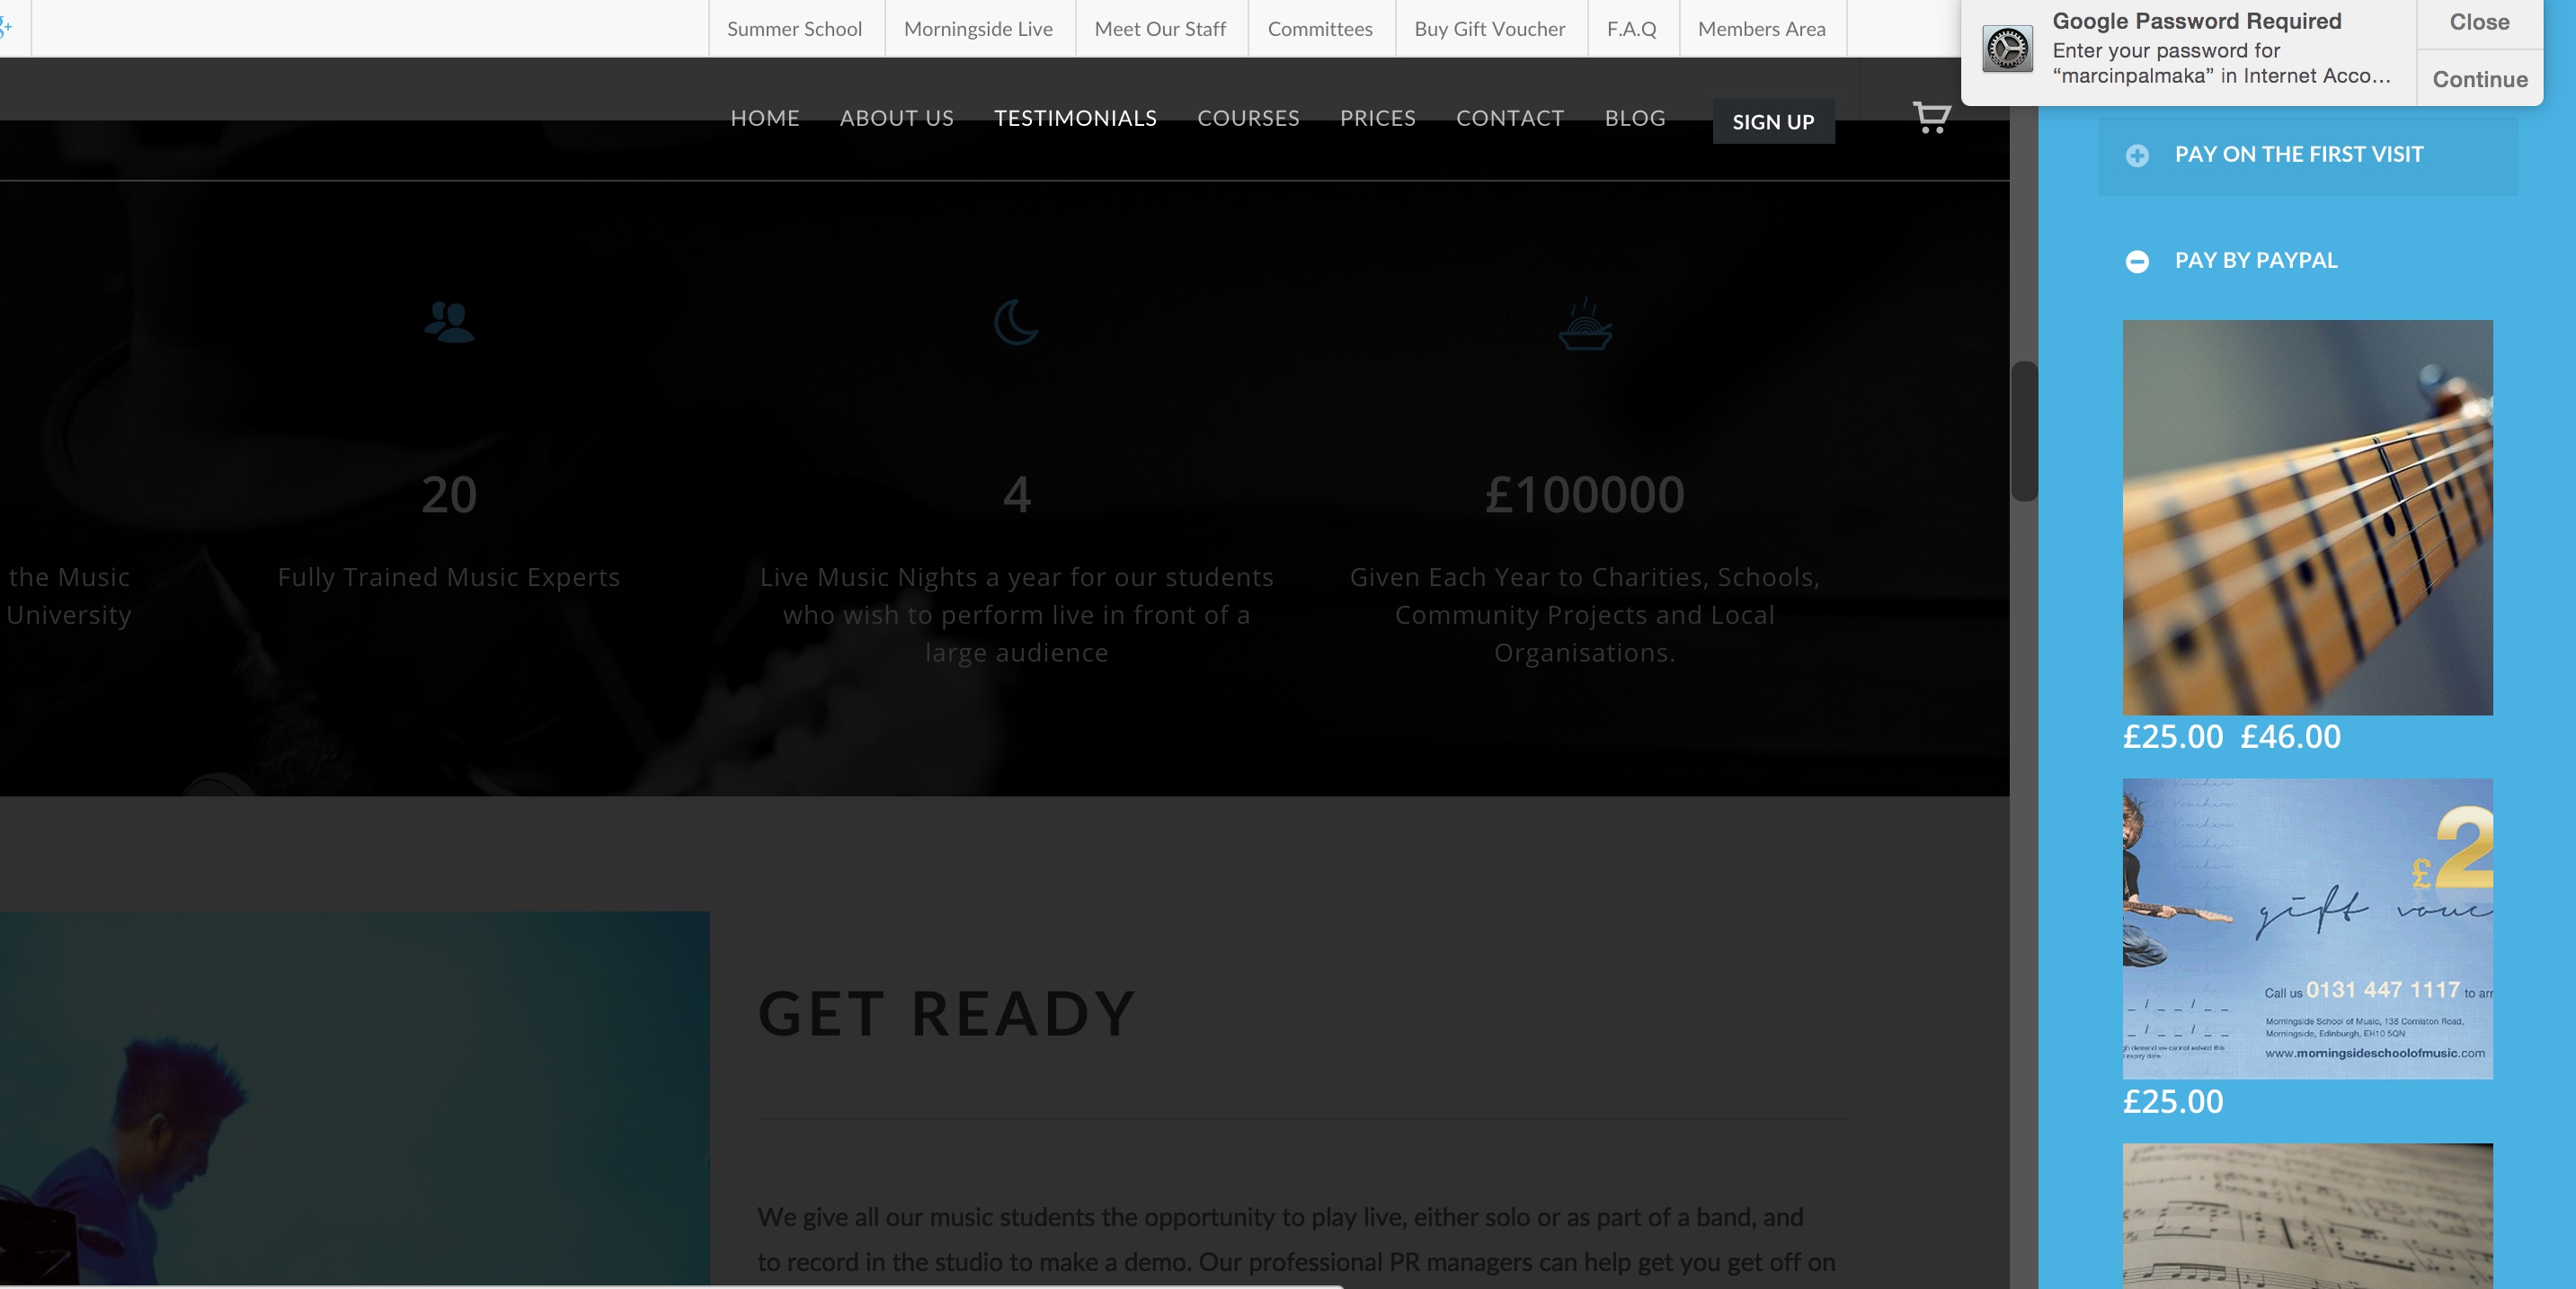 g+
Summer School
Morningside Live
Meet Our Staff
Committees
Buy Gift Voucher
F.A.Q
Members Area
Google Password Required
Enter your password for
“marcinpalmaka” in Internet Acco...
Close
Continue
HOME
ABOUT US
TESTIMONIALS
COURSES
PRICES
CONTACT
BLOG
SIGN UP
the Music
University
20
Fully Trained Music Experts
4
Live Music Nights a year for our students
who wish to perform live in front of a
large audience
£100000
Given Each Year to Charities, Schools,
Community Projects and Local
Organisations.
GET READY
We give all our music students the opportunity to play live, either solo or as part of a band, and
to record in the studio to make a demo. Our professional PR managers can help get you get off on
PAY ON THE FIRST VISIT
PAY BY PAYPAL
£25.00 £46.00
£2
gift vouc
Call us 0131 447 1117 to arr
Morningside School of Music, 138 Comiston Road,
Morningside, Edinburgh, EH10 5QN
www.morningsideschoolofmusic.com
£25.00